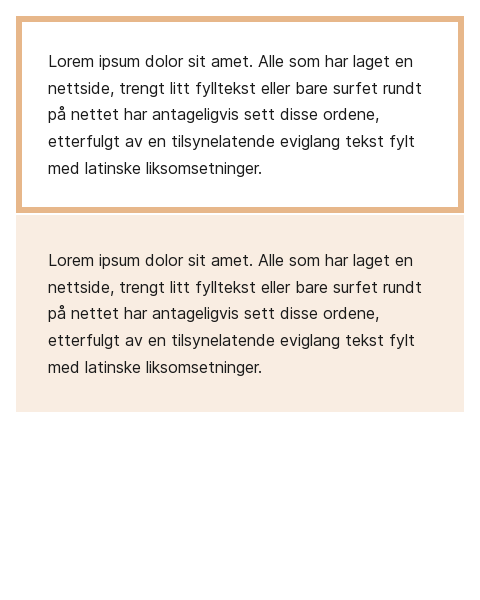 Lorem ipsum dolor sit amet. Alle som har laget en
nettside, trengt litt fylltekst eller bare surfet rundt
på nettet har antageligvis sett disse ordene,
etterfulgt av en tilsynelatende eviglang tekst fylt
med latinske liksomsetninger.
Lorem ipsum dolor sit amet. Alle som har laget en
nettside, trengt litt fylltekst eller bare surfet rundt
på nettet har antageligvis sett disse ordene,
etterfulgt av en tilsynelatende eviglang tekst fylt
med latinske liksomsetninger.